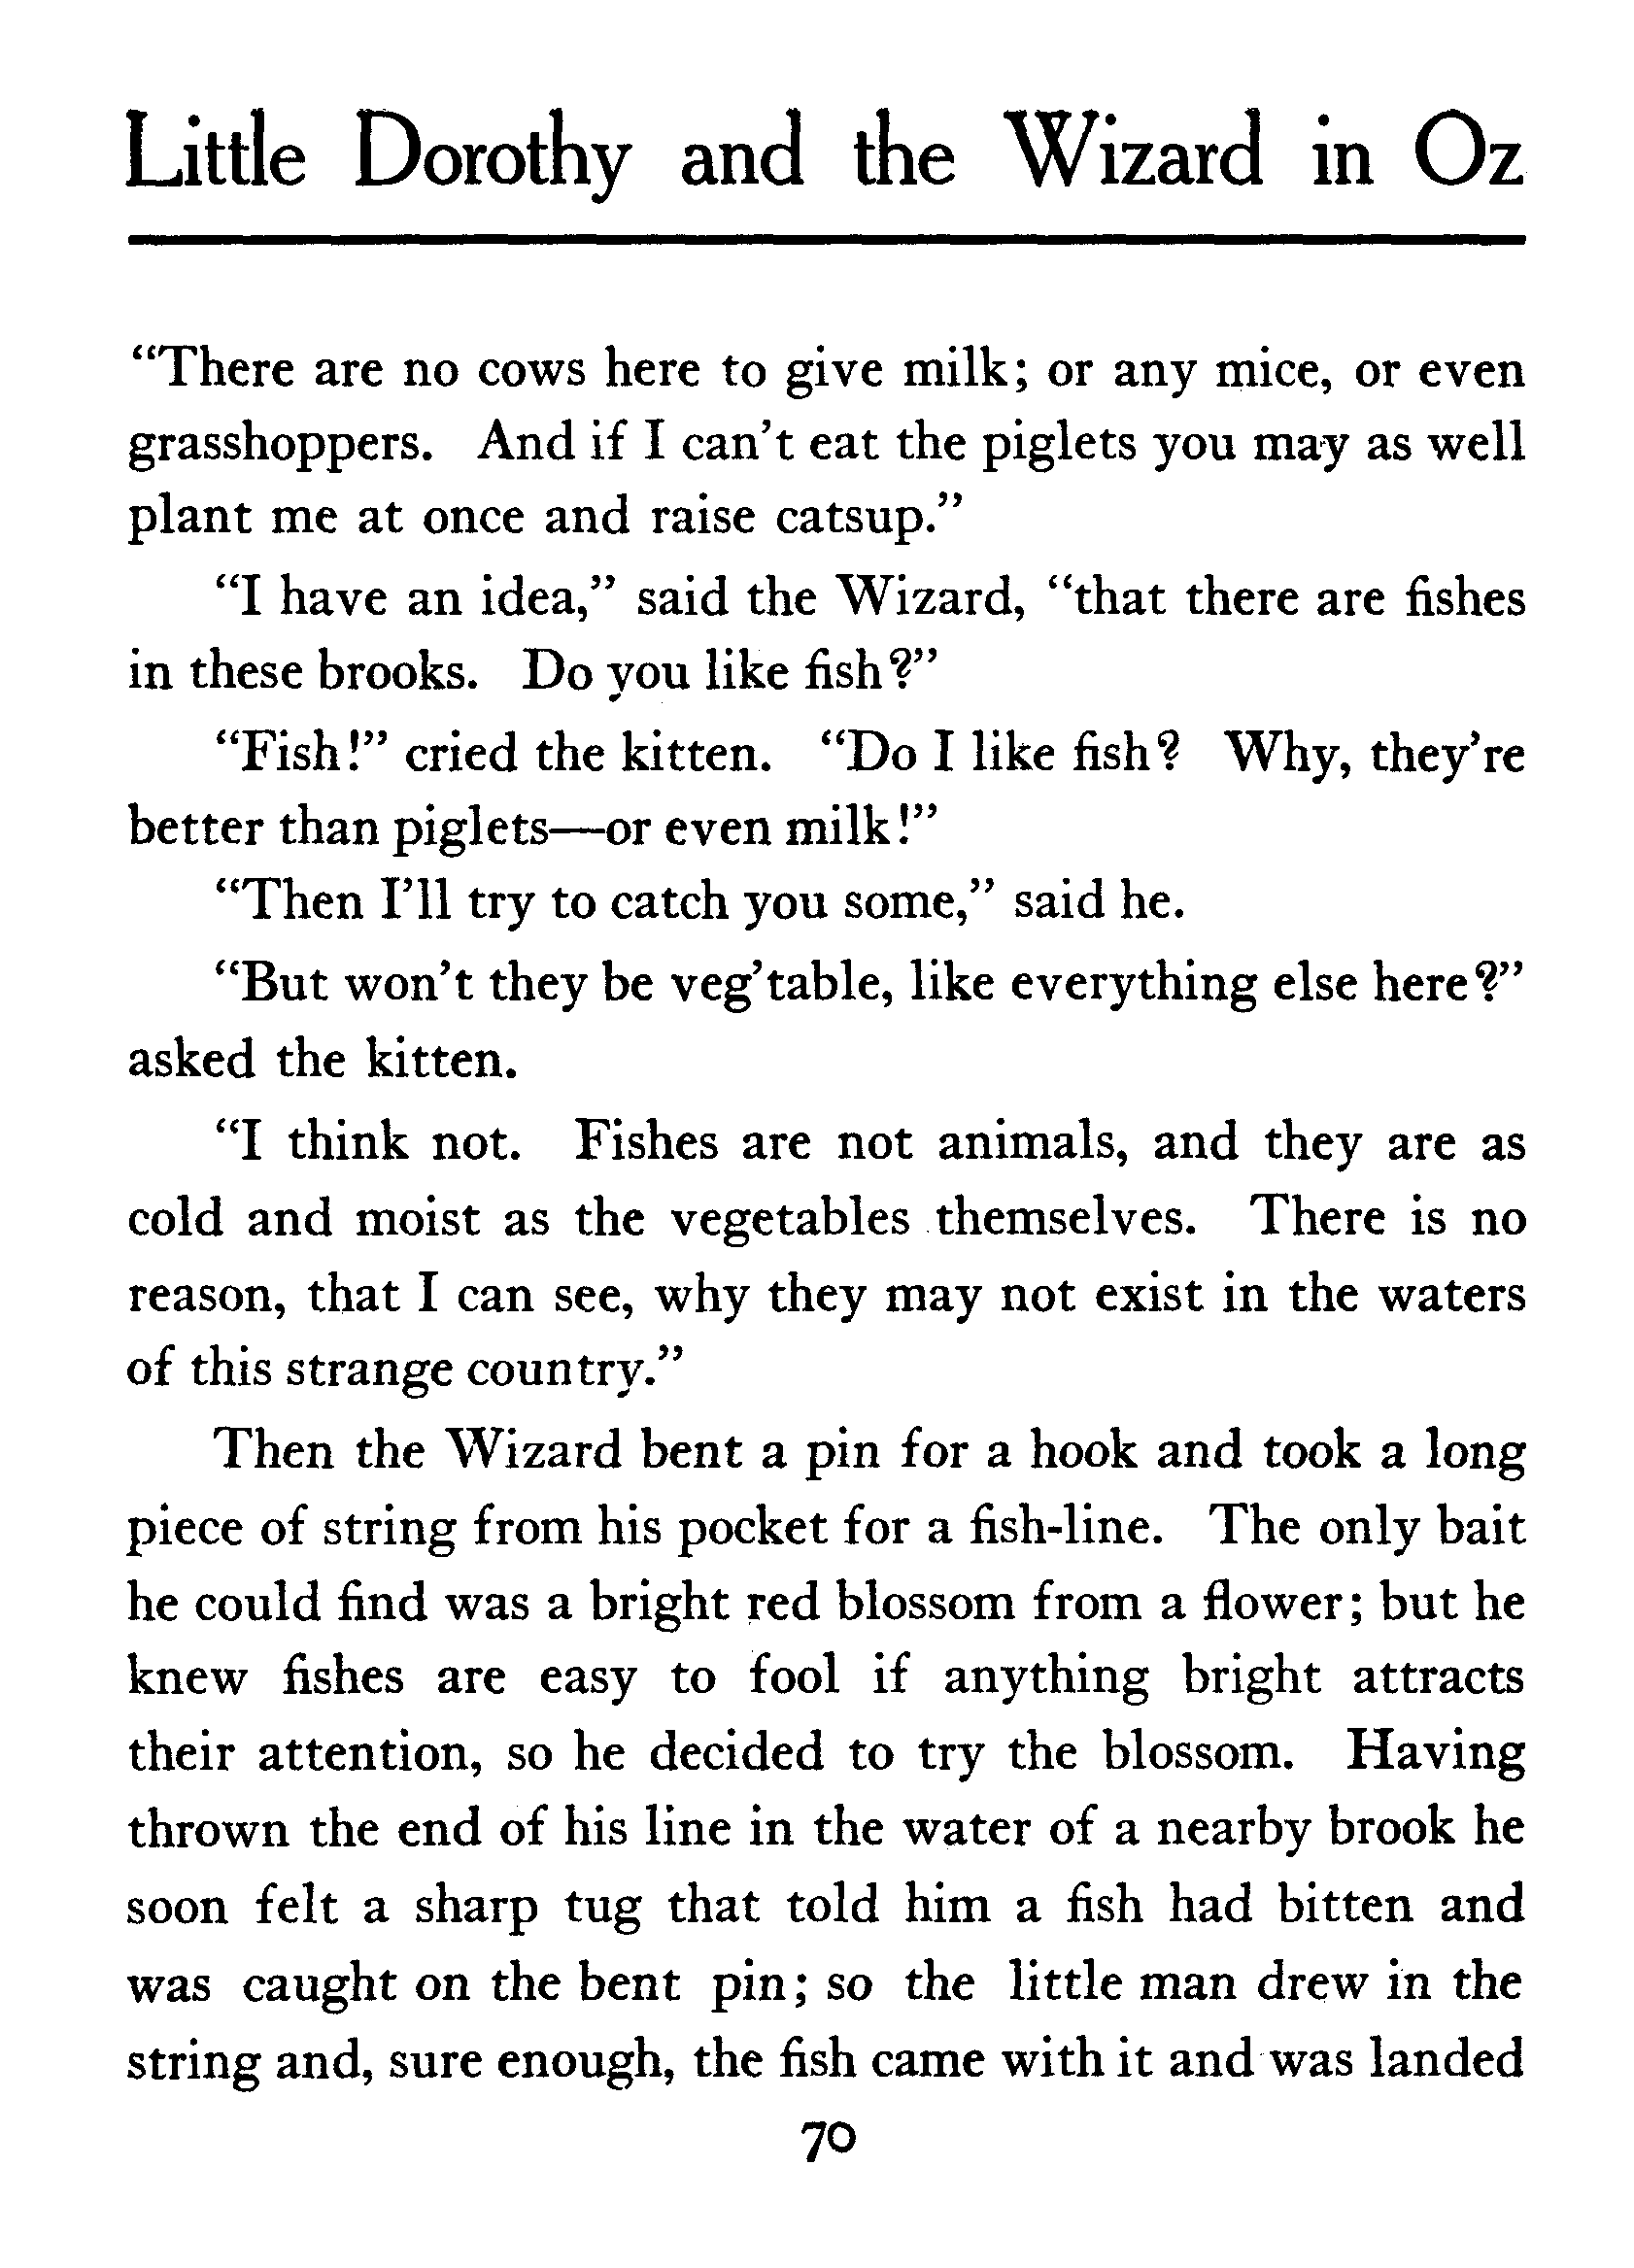 Little Dorothy and the Wizard in Oz
“There are no cows here to give milk; or any mice, or even
grasshoppers. And if I can’t eat the piglets you may as well
plant me at once and raise catsup.”
“I have an idea,” said the Wizard, “that there are fishes
in these brooks. Do you like fish?”
“Fish!” cried the kitten. “Do I like fish? Why, they’re
better than piglets—or even milk!”
“Then I’ll try to catch you some,” said he.
“But won’t they be veg’table, like everything else here?”
asked the kitten.
“I think not. Fishes are not animals, and they are as
cold and moist as the vegetables themselves. There is no
reason, that I can see, why they may not exist in the waters
of this strange country.”
Then the Wizard bent a pin for a hook and took a long
piece of string from his pocket for a fish-line. The only bait
he could find was a bright red blossom from a flower; but he
knew fishes are easy to fool if anything bright attracts
their attention, so he decided to try the blossom. Having
thrown the end of his line in the water of a nearby brook he
soon felt a sharp tug that told him a fish had bitten and
was caught on the bent pin; so the little man drew in the
string and, sure enough, the fish came with it and was landed
70